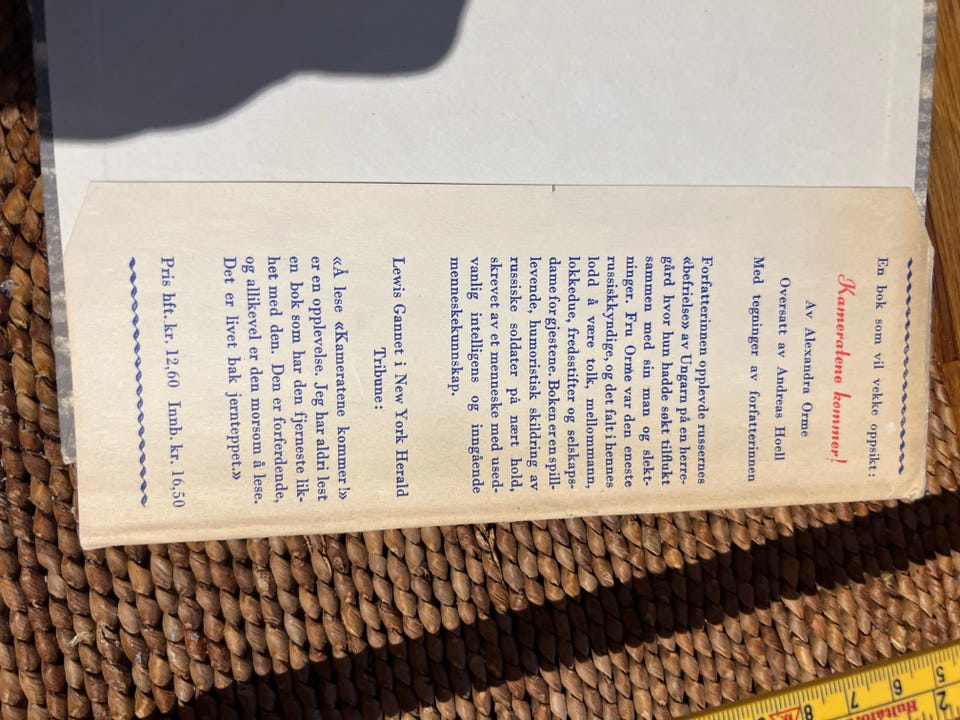 En bok som vil vekke oppsikt:
Kameratene kommer!
Av Alexandra Orme
Oversatt av Andreas Hoell
Med tegninger av forfatterinnen
Forfatterinnen opplevde russernes
«befrielse» av Ungarn på en herre-
gård hvor hun hadde søkt tilflukt
sammen med sin man og slekt-
ninger. Fru Orme var den eneste
russiskkyndige, og det falt i hennes
lodd å være tolk, mellommann,
lokkedue, fredsstifter og selskaps-
dame for gjestene. Boken er en spill-
levende, humoristisk skildring av
russiske soldater på nært hold,
skrevet av et menneske med used-
vanlig intelligens og inngående
menneskekunnskap.
Lewis Gannet i New York Herald
Tribune:
«Å lese «Kameratene kommer!»
er en opplevelse. Jeg har aldri lest
en bok som har den fjerneste lik-
het med den. Den er forferdende,
og allikevel er den morsom å lese.
Det er livet bak jernteppet.»
Pris hft. kr. 12,60 Innb. kr. 16,50
5
6
7
8
2